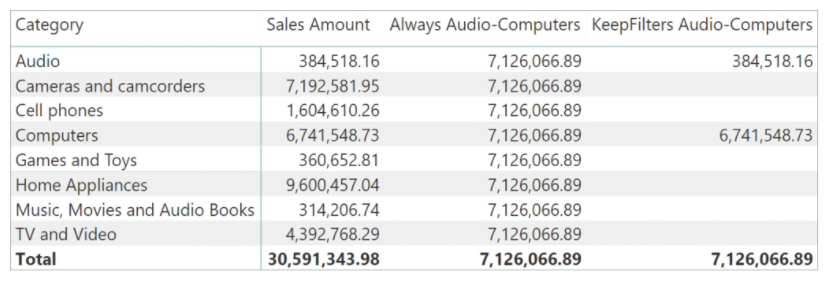 Category Sales Amount Always Audio-Computers KeepFilters Audio-Computers
Audio 384,518.16 7,126,066.89 384,518.16
Cameras and camcorders 7,192,581.95 7,126,066.89
Cell phones 1,604,610.26 7,126,066.89
Computers 6,741,548.73 7,126,066.89 6,741,548.73
Games and Toys 360,652.81 7,126,066.89
Home Appliances 9,600,457.04 7,126,066.89
Music, Movies and Audio Books 314,206.74 7,126,066.89
TV and Video 4,392,768.29 7,126,066.89
Total 30,591,343.98 7,126,066.89 7,126,066.89